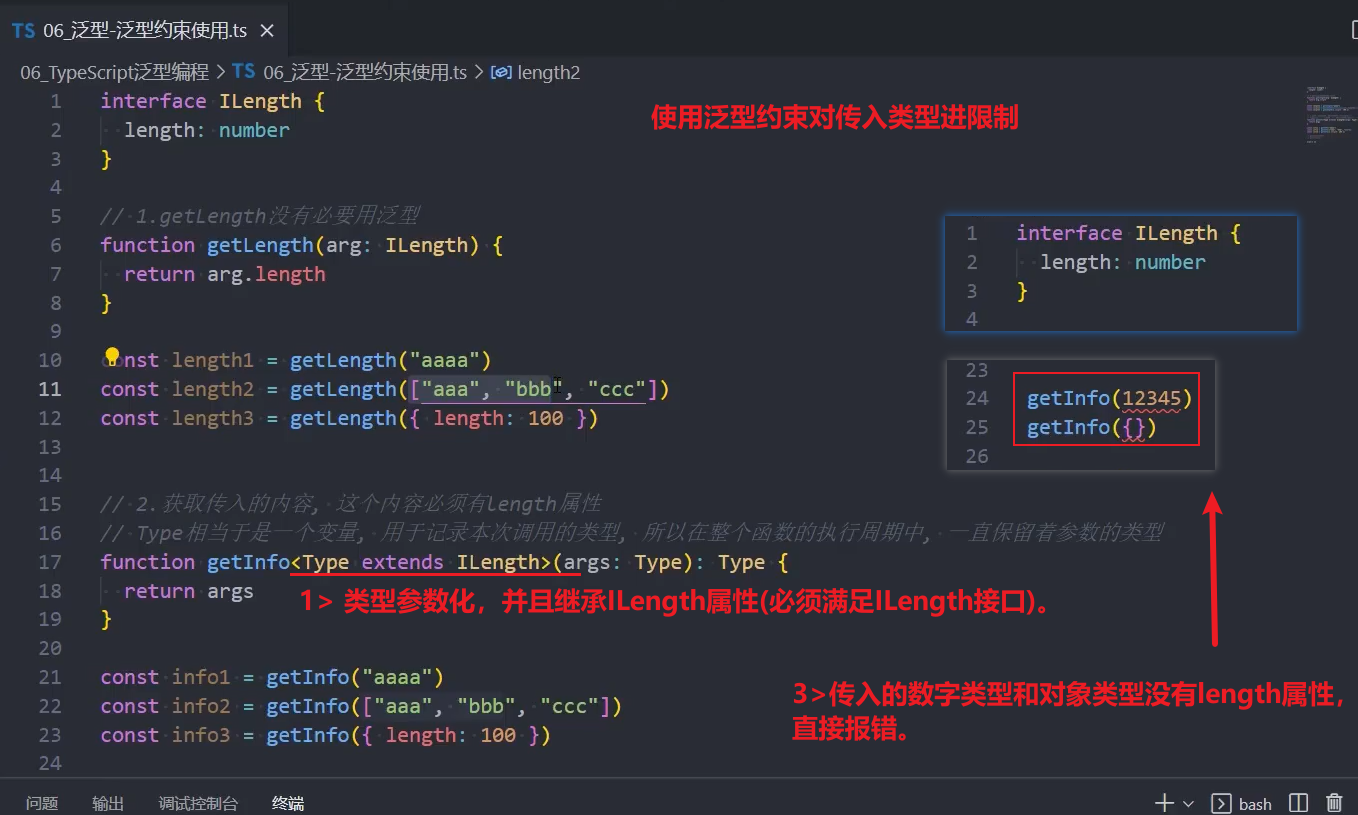 TS 06_泛型-泛型约束使用.ts ×
06_TypeScript泛型编程 > TS 06_泛型-泛型约束使用.ts > length2
1 interface ILength {
2 length: number
3 }
4
5 // 1.getLength没有必要用泛型
6 function getLength(arg: ILength) {
7 return arg.length
8 }
9
10 const length1 = getLength("aaaa")
11 const length2 = getLength(["aaa", "bbb", "ccc"])
12 const length3 = getLength({ length: 100 })
13
14
15 // 2.获取传入的内容, 这个内容必须有length属性
16 // Type相当于是一个变量, 用于记录本次调用的类型, 所以在整个函数的执行周期中, 一直保留着参数的类型
17 function getInfo<Type extends ILength>(args: Type): Type {
18 return args
19 }
20
21 const info1 = getInfo("aaaa")
22 const info2 = getInfo(["aaa", "bbb", "ccc"])
23 const info3 = getInfo({ length: 100 })
24
使用泛型约束对传入类型进限制
1 interface ILength {
2 length: number
3 }
4
23
24 getInfo(12345)
25 getInfo({})
26
1> 类型参数化，并且继承ILength属性(必须满足ILength接口)。
3>传入的数字类型和对象类型没有length属性，
直接报错。
问题 输出 调试控制台 终端 bash